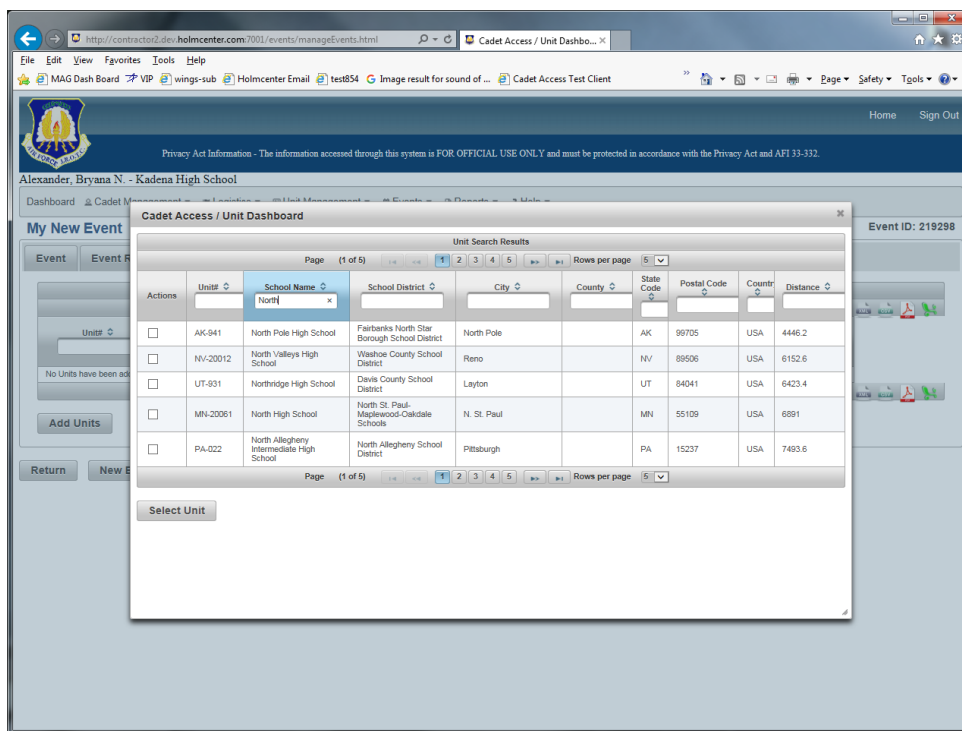 http://contractor2.dev.holmcenter.com:7001/events/manageEvents.html
Cadet Access / Unit Dashbo...
File Edit View Favorites Tools Help
MAG Dash Board VIP wings-sub Holmcenter Email test854 Image result for sound of ... Cadet Access Test Client Page Safety Tools
Home Sign Out
Privacy Act Information - The information accessed through this system is FOR OFFICIAL USE ONLY and must be protected in accordance with the Privacy Act and AFI 33-332.
Alexander, Bryana N. - Kadena High School
Dashboard Cadet Management Logistics Unit Management Events Reports Help
My New Event Event ID: 219298
Event Event R
Unit#
No Units have been ad
Add Units
Return New E
Cadet Access / Unit Dashboard
Unit Search Results
Page (1 of 5) 1 2 3 4 5 Rows per page 5
Actions Unit# School Name School District City County State Code Postal Code Countr Distance
North x
AK-941 North Pole High School Fairbanks North Star Borough School District North Pole AK 99705 USA 4446.2
NV-20012 North Valleys High School Washoe County School District Reno NV 89506 USA 6152.6
UT-931 Northridge High School Davis County School District Layton UT 84041 USA 6423.4
MN-20061 North High School North St. Paul-Maplewood-Oakdale Schools N. St. Paul MN 55109 USA 6891
PA-022 North Allegheny Intermediate High School North Allegheny School District Pittsburgh PA 15237 USA 7493.6
Page (1 of 5) 1 2 3 4 5 Rows per page 5
Select Unit